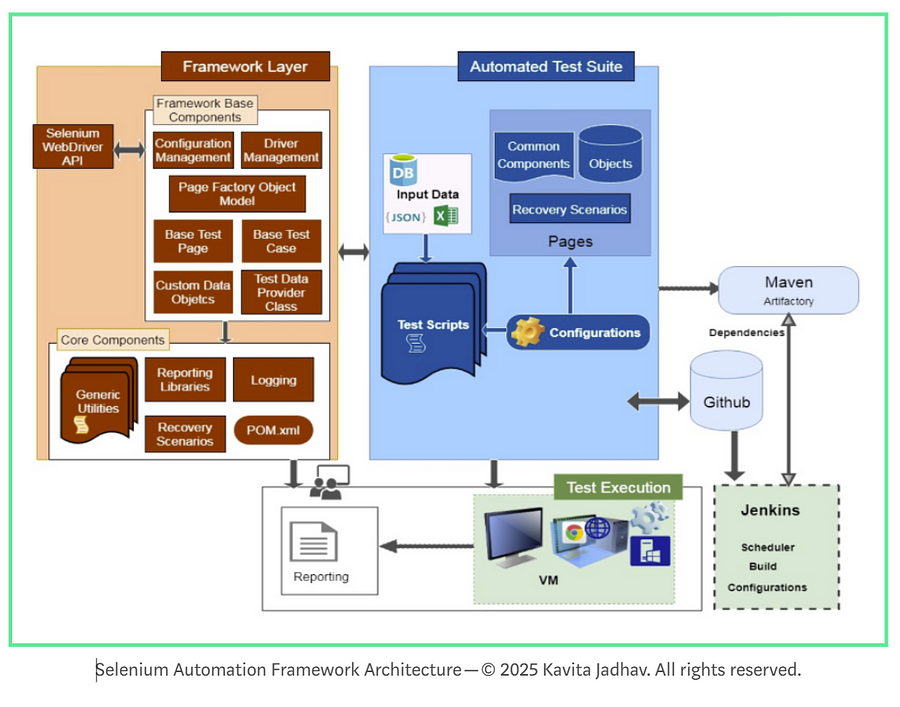 Framework Layer
Automated Test Suite
Framework Base
Components
Selenium
WebDriver
API
Configuration
Management
Driver
Management
Page Factory Object
Model
Base Test
Page
Base Test
Case
Custom Data
Objetcs
Test Data
Provider
Class
Core Components
Generic
Utilities
Reporting
Libraries
Logging
Recovery
Scenarios
POM.xml
DB
Input Data
{JSON}
X
Common
Components
Objects
Recovery Scenarios
Pages
Test Scripts
Configurations
Maven
Artifactory
Dependencies
Github
Test Execution
Reporting
VM
Jenkins
Scheduler
Build
Configurations
Selenium Automation Framework Architecture — © 2025 Kavita Jadhav. All rights reserved.